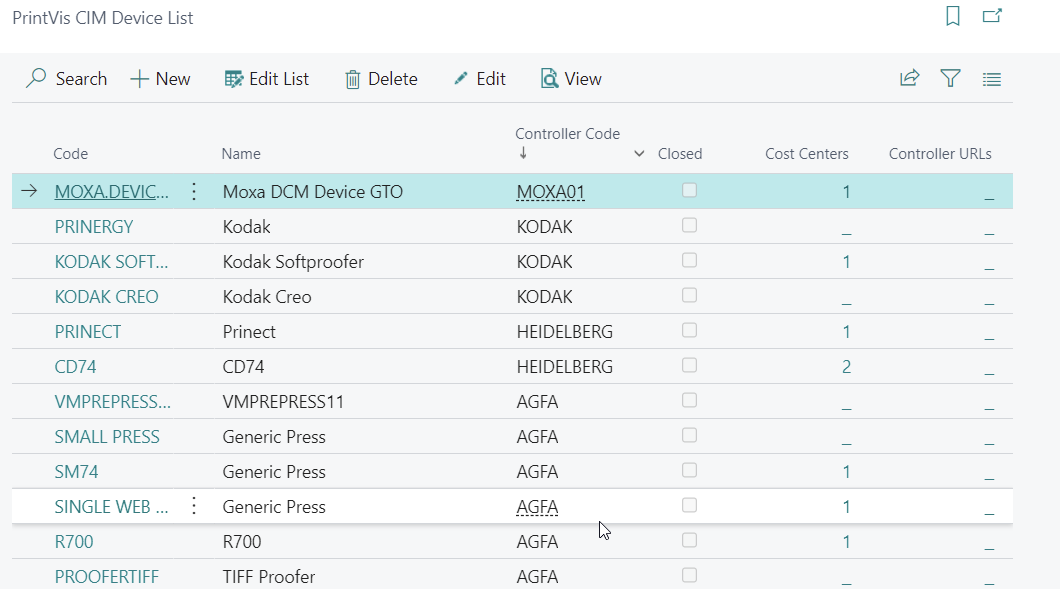 PrintVis CIM Device List
Search New Edit List Delete Edit View
Code Name Controller Code ↓ Closed Cost Centers Controller URLs
MOXA.DEVIC... Moxa DCM Device GTO MOXA01 1 _
PRINERGY Kodak KODAK _ _
KODAK SOFT... Kodak Softproofer KODAK 1 _
KODAK CREO Kodak Creo KODAK _ _
PRINECT Prinect HEIDELBERG 1 _
CD74 CD74 HEIDELBERG 2 _
VMPREPRESS... VMPREPRESS11 AGFA _ _
SMALL PRESS Generic Press AGFA _ _
SM74 Generic Press AGFA 1 _
SINGLE WEB ... Generic Press AGFA 1 _
R700 R700 AGFA 1 _
PROOFERTIFF TIFF Proofer AGFA _ _